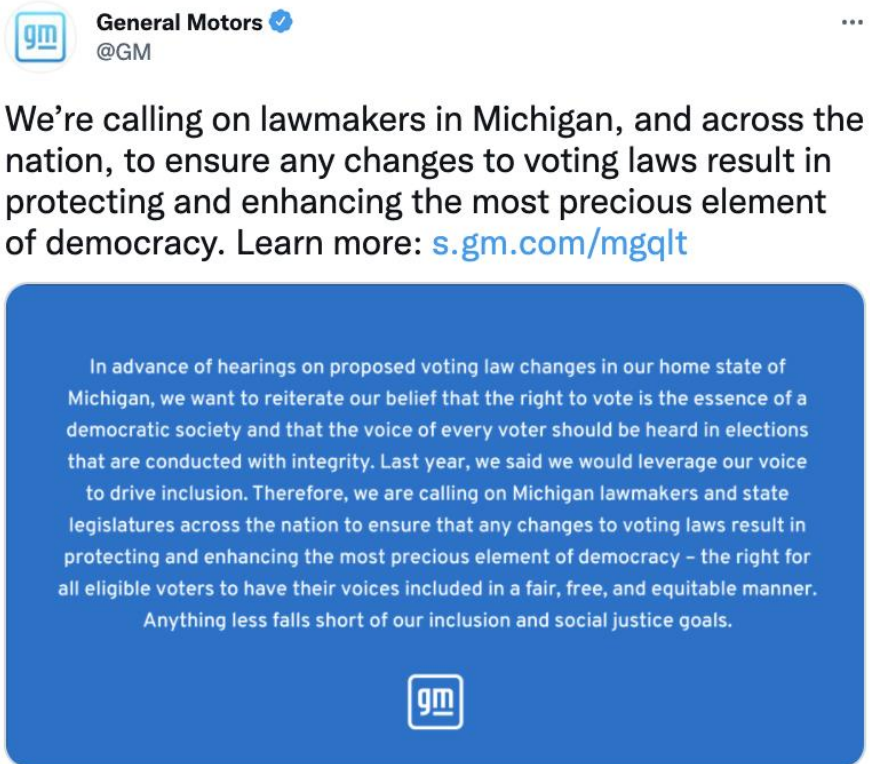 gm
General Motors
@GM
We're calling on lawmakers in Michigan, and across the
nation, to ensure any changes to voting laws result in
protecting and enhancing the most precious element
of democracy. Learn more: s.gm.com/mgqlt
In advance of hearings on proposed voting law changes in our home state of
Michigan, we want to reiterate our belief that the right to vote is the essence of a
democratic society and that the voice of every voter should be heard in elections
that are conducted with integrity. Last year, we said we would leverage our voice
to drive inclusion. Therefore, we are calling on Michigan lawmakers and state
legislatures across the nation to ensure that any changes to voting laws result in
protecting and enhancing the most precious element of democracy – the right for
all eligible voters to have their voices included in a fair, free, and equitable manner.
Anything less falls short of our inclusion and social justice goals.
gm